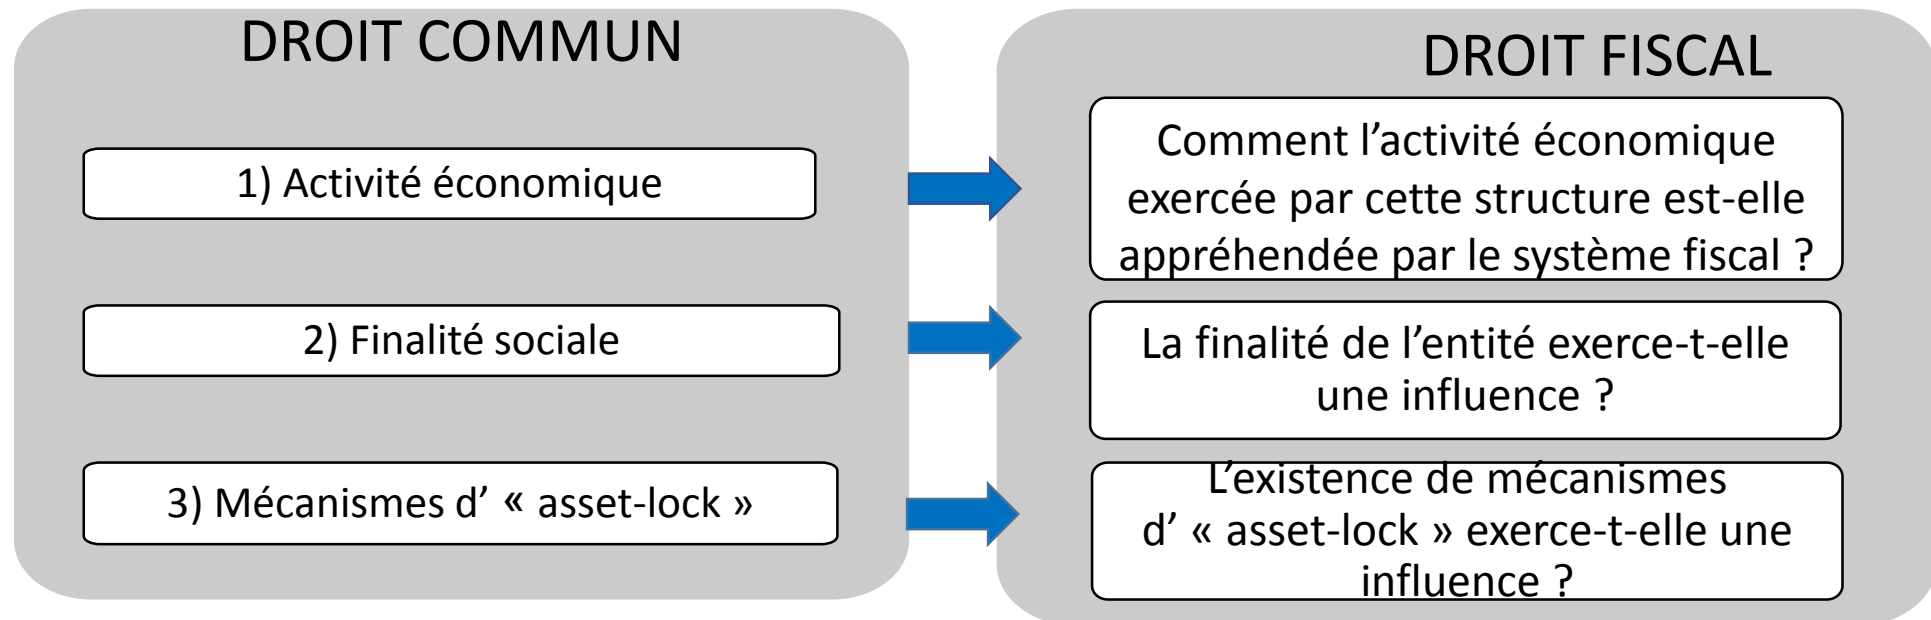 DROIT COMMUN
1) Activité économique
2) Finalité sociale
3) Mécanismes d’ « asset-lock »
DROIT FISCAL
Comment l’activité économique
exercée par cette structure est-elle
appréhendée par le système fiscal ?
La finalité de l’entité exerce-t-elle
une influence ?
L’existence de mécanismes
d’ « asset-lock » exerce-t-elle une
influence ?